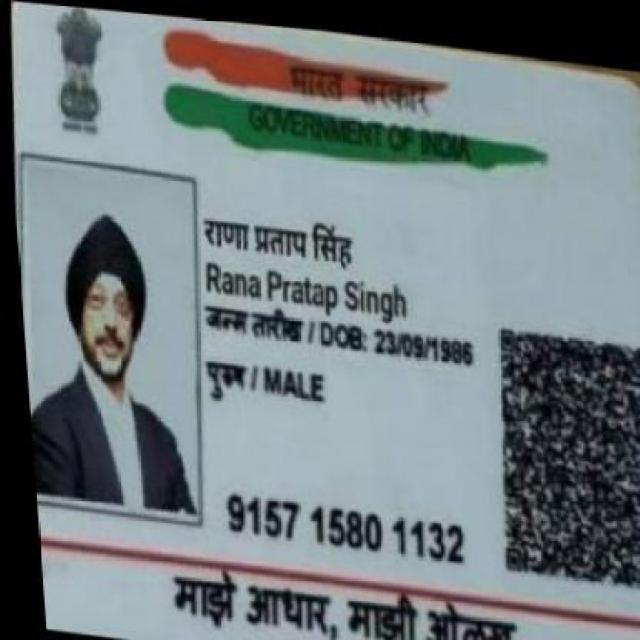 भारत सरकार
GOVERNMENT OF INDIA
राणा प्रताप सिंह
Rana Pratap Singh
जन्म तारीख / DOB: 23/09/1986
पुरुष / MALE
9157 1580 1132
माझे आधार, माझी ओळख